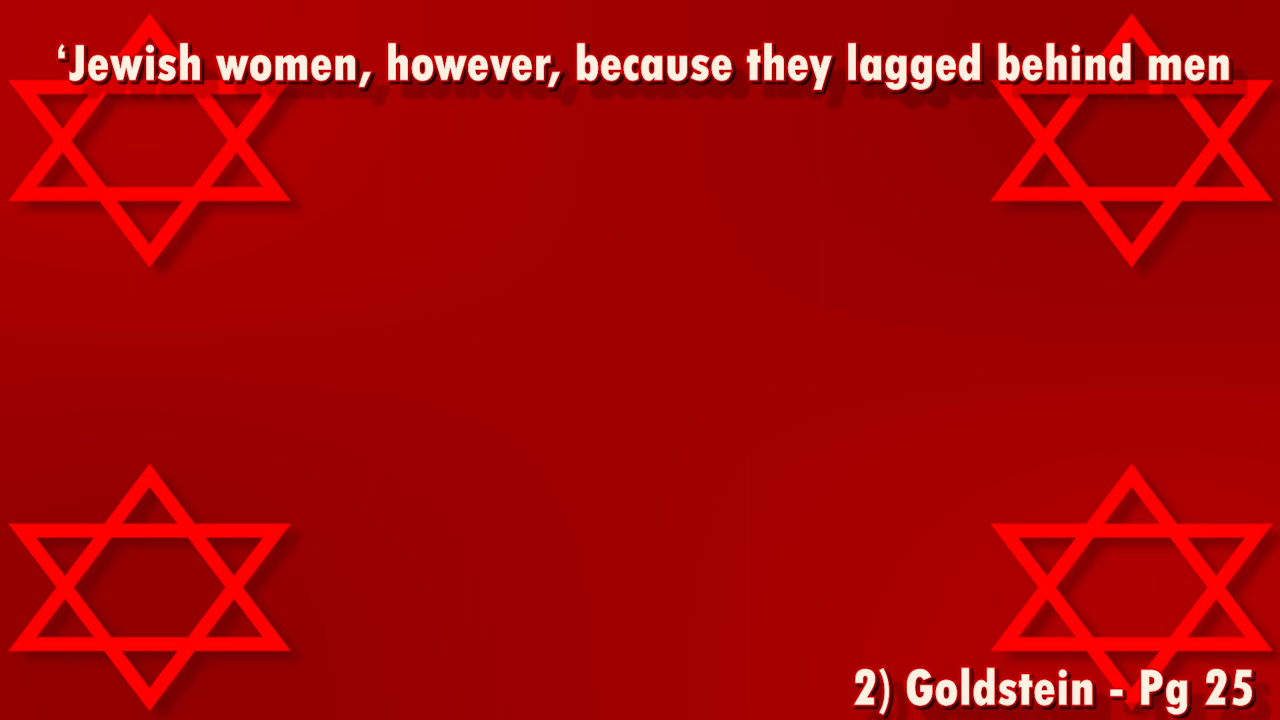 ‘Jewish women, however, because they lagged behind men
2) Goldstein - Pg 25